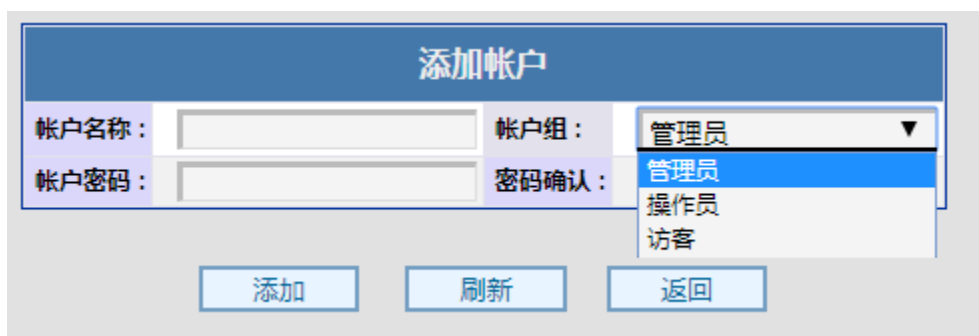 添加帐户
帐户名称： 帐户组： 管理员 ▼
帐户密码： 密码确认： 管理员
操作员
访客
添加 刷新 返回